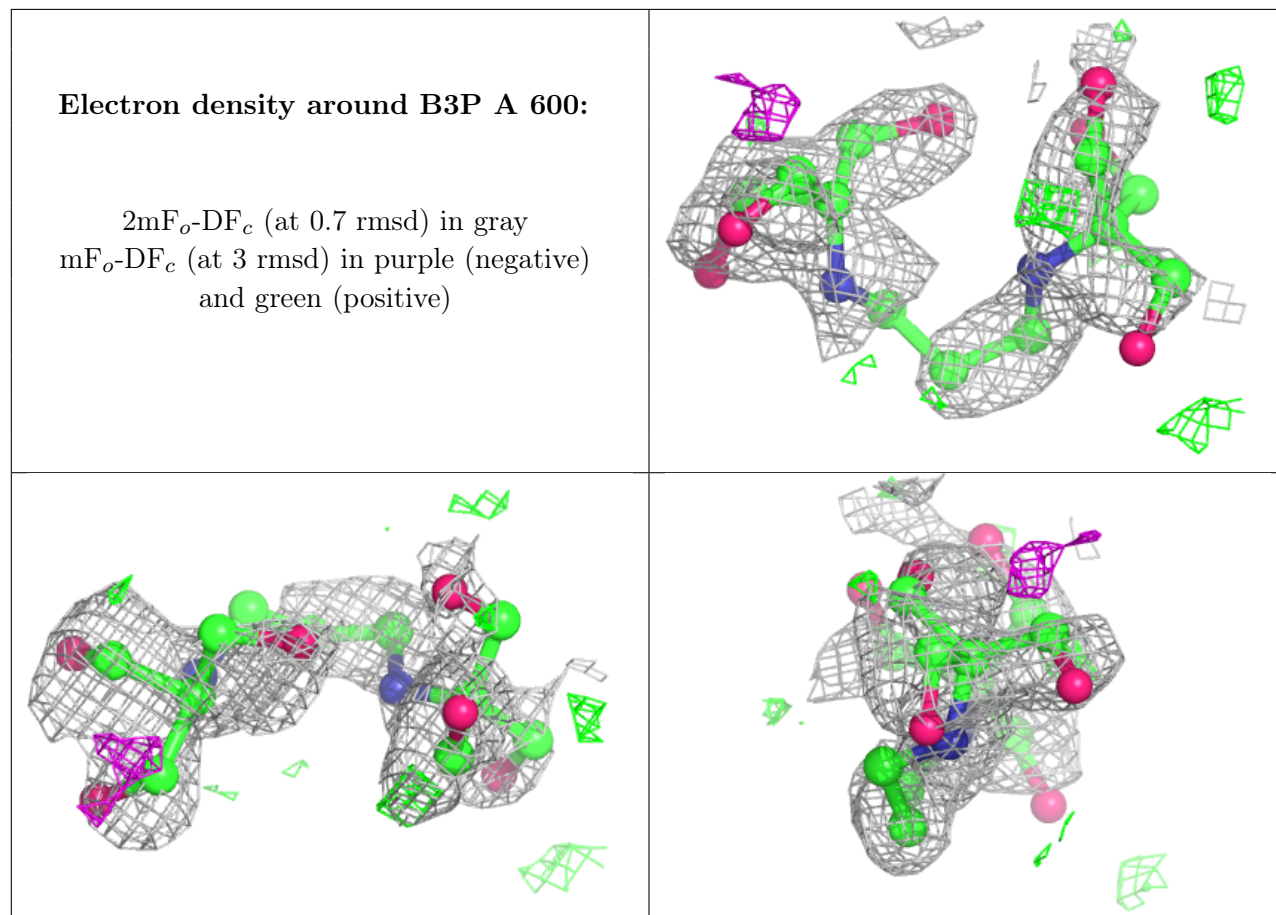 Electron density around B3P A 600:
2mFo-DFc (at 0.7 rmsd) in gray
mFo-DFc (at 3 rmsd) in purple (negative)
and green (positive)